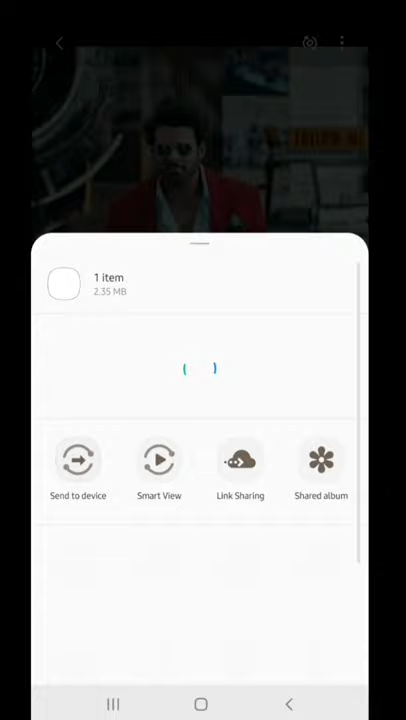 1 item
2.35 MB
Send to device
Smart View
Link Sharing
Shared album